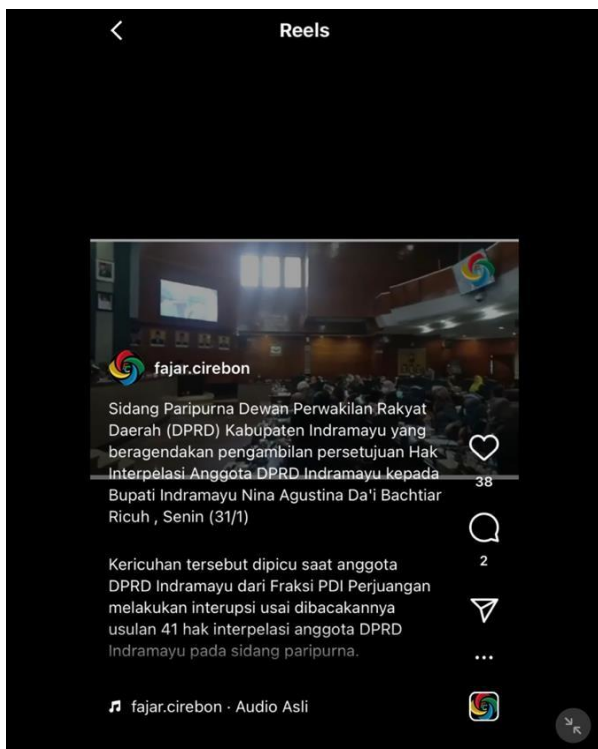 Reels
fajar.cirebon
Sidang Paripurna Dewan Perwakilan Rakyat
Daerah (DPRD) Kabupaten Indramayu yang
beragendakan pengambilan persetujuan Hak
Interpelasi Anggota DPRD Indramayu kepada
Bupati Indramayu Nina Agustina Da'i Bachtiar
Ricuh , Senin (31/1)
Kericuhan tersebut dipicu saat anggota
DPRD Indramayu dari Fraksi PDI Perjuangan
melakukan interupsi usai dibacakannya
usulan 41 hak interpelasi anggota DPRD
Indramayu pada sidang paripurna.
38
2
fajar.cirebon · Audio Asli